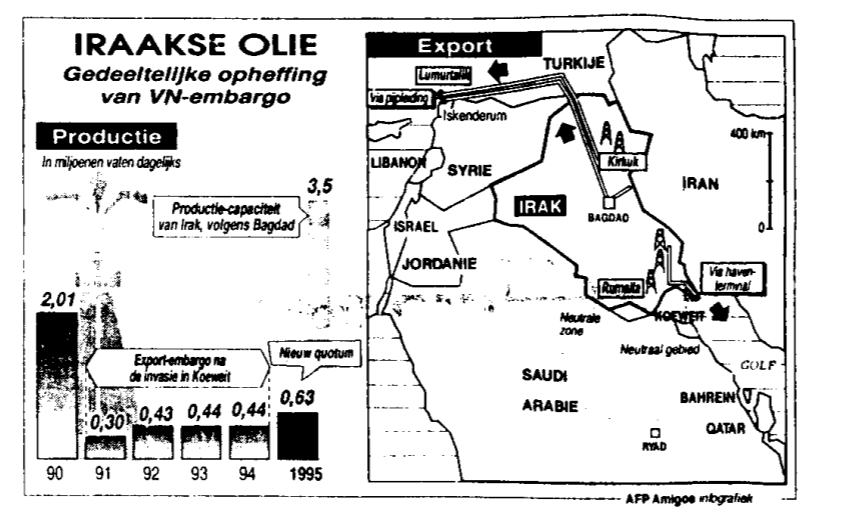 IRAAKSE OLIE
Gedeeltelijke opheffing
van VN-embargo
Productie
In miljoenen vaten dagelijks
3,5
Productie-capaciteit
van Irak, volgens Bagdad
2,01
Export-embargo na
de invasie in Koeweit
Nieuw quotum
0,30
0,43
0,44
0,44
0,63
90
91
92
93
94
1995
Export
TURKIJE
Lumurtalik
Via pijpleiding
Iskenderum
400 km
LIBANON
SYRIE
Kirkuk
IRAN
IRAK
BAGDAD
0
ISRAEL
JORDANIE
Rumaila
Via haven-
terminal
KOEWEIT
Neutrale
zone
Neutraal gebied
GOLF
SAUDI
ARABIE
BAHREIN
QATAR
RYAD
AFP Amigos infografiek